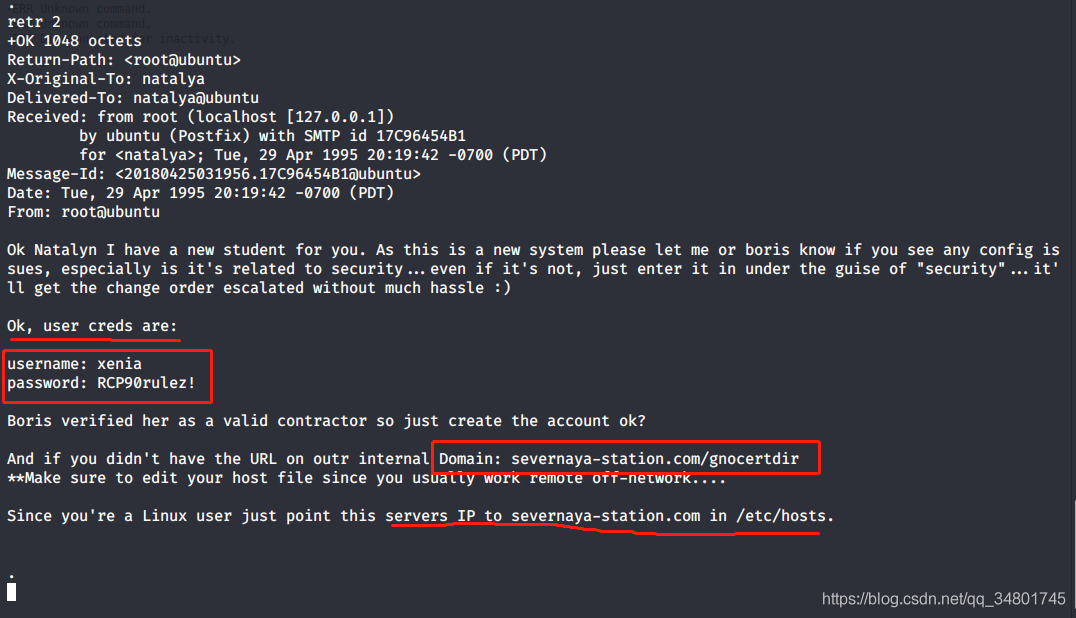 .
ERR Unknown command.
retr 2
+OK 1048 octets
Return-Path: <root@ubuntu>
X-Original-To: natalya
Delivered-To: natalya@ubuntu
Received: from root (localhost [127.0.0.1])
by ubuntu (Postfix) with SMTP id 17C96454B1
for <natalya>; Tue, 29 Apr 1995 20:19:42 -0700 (PDT)
Message-Id: <20180425031956.17C96454B1@ubuntu>
Date: Tue, 29 Apr 1995 20:19:42 -0700 (PDT)
From: root@ubuntu
Ok Natalyn I have a new student for you. As this is a new system please let me or boris know if you see any config is
sues, especially is it's related to security...even if it's not, just enter it in under the guise of "security"...it'
ll get the change order escalated without much hassle :)
Ok, user creds are:
username: xenia
password: RCP90rulez!
Boris verified her as a valid contractor so just create the account ok?
And if you didn't have the URL on outr internal Domain: severnaya-station.com/gnocertdir
**Make sure to edit your host file since you usually work remote off-network....
Since you're a Linux user just point this servers IP to severnaya-station.com in /etc/hosts.
.
https://blog.csdn.net/qq_34801745